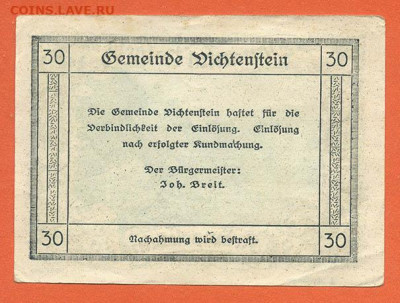 COINS.LAVE.RU
30 Gemeinde Vichtenstein 30
Die Gemeinde Vichtenstein haftet für die
Verbindlichkeit der Einlösung. Einlösung
nach erfolgter Kundmachung.
Der Bürgermeister:
Joh. Breit.
30 Nachahmung wird bestraft. 30